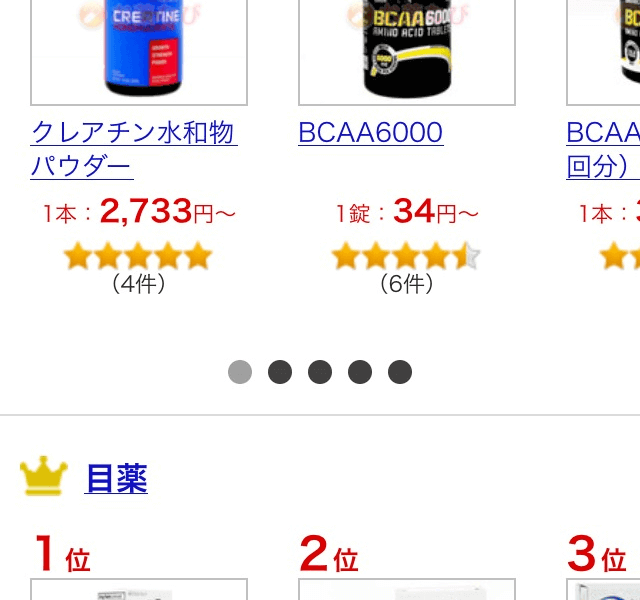 CREATINE
BCAA6000
AMINO ACID TABLETS
クレアチン水和物
パウダー
BCAA6000
BCAA
回分）
1本：2,733円～
1錠：34円～
1本：
（4件）
（6件）
目薬
1位
2位
3位